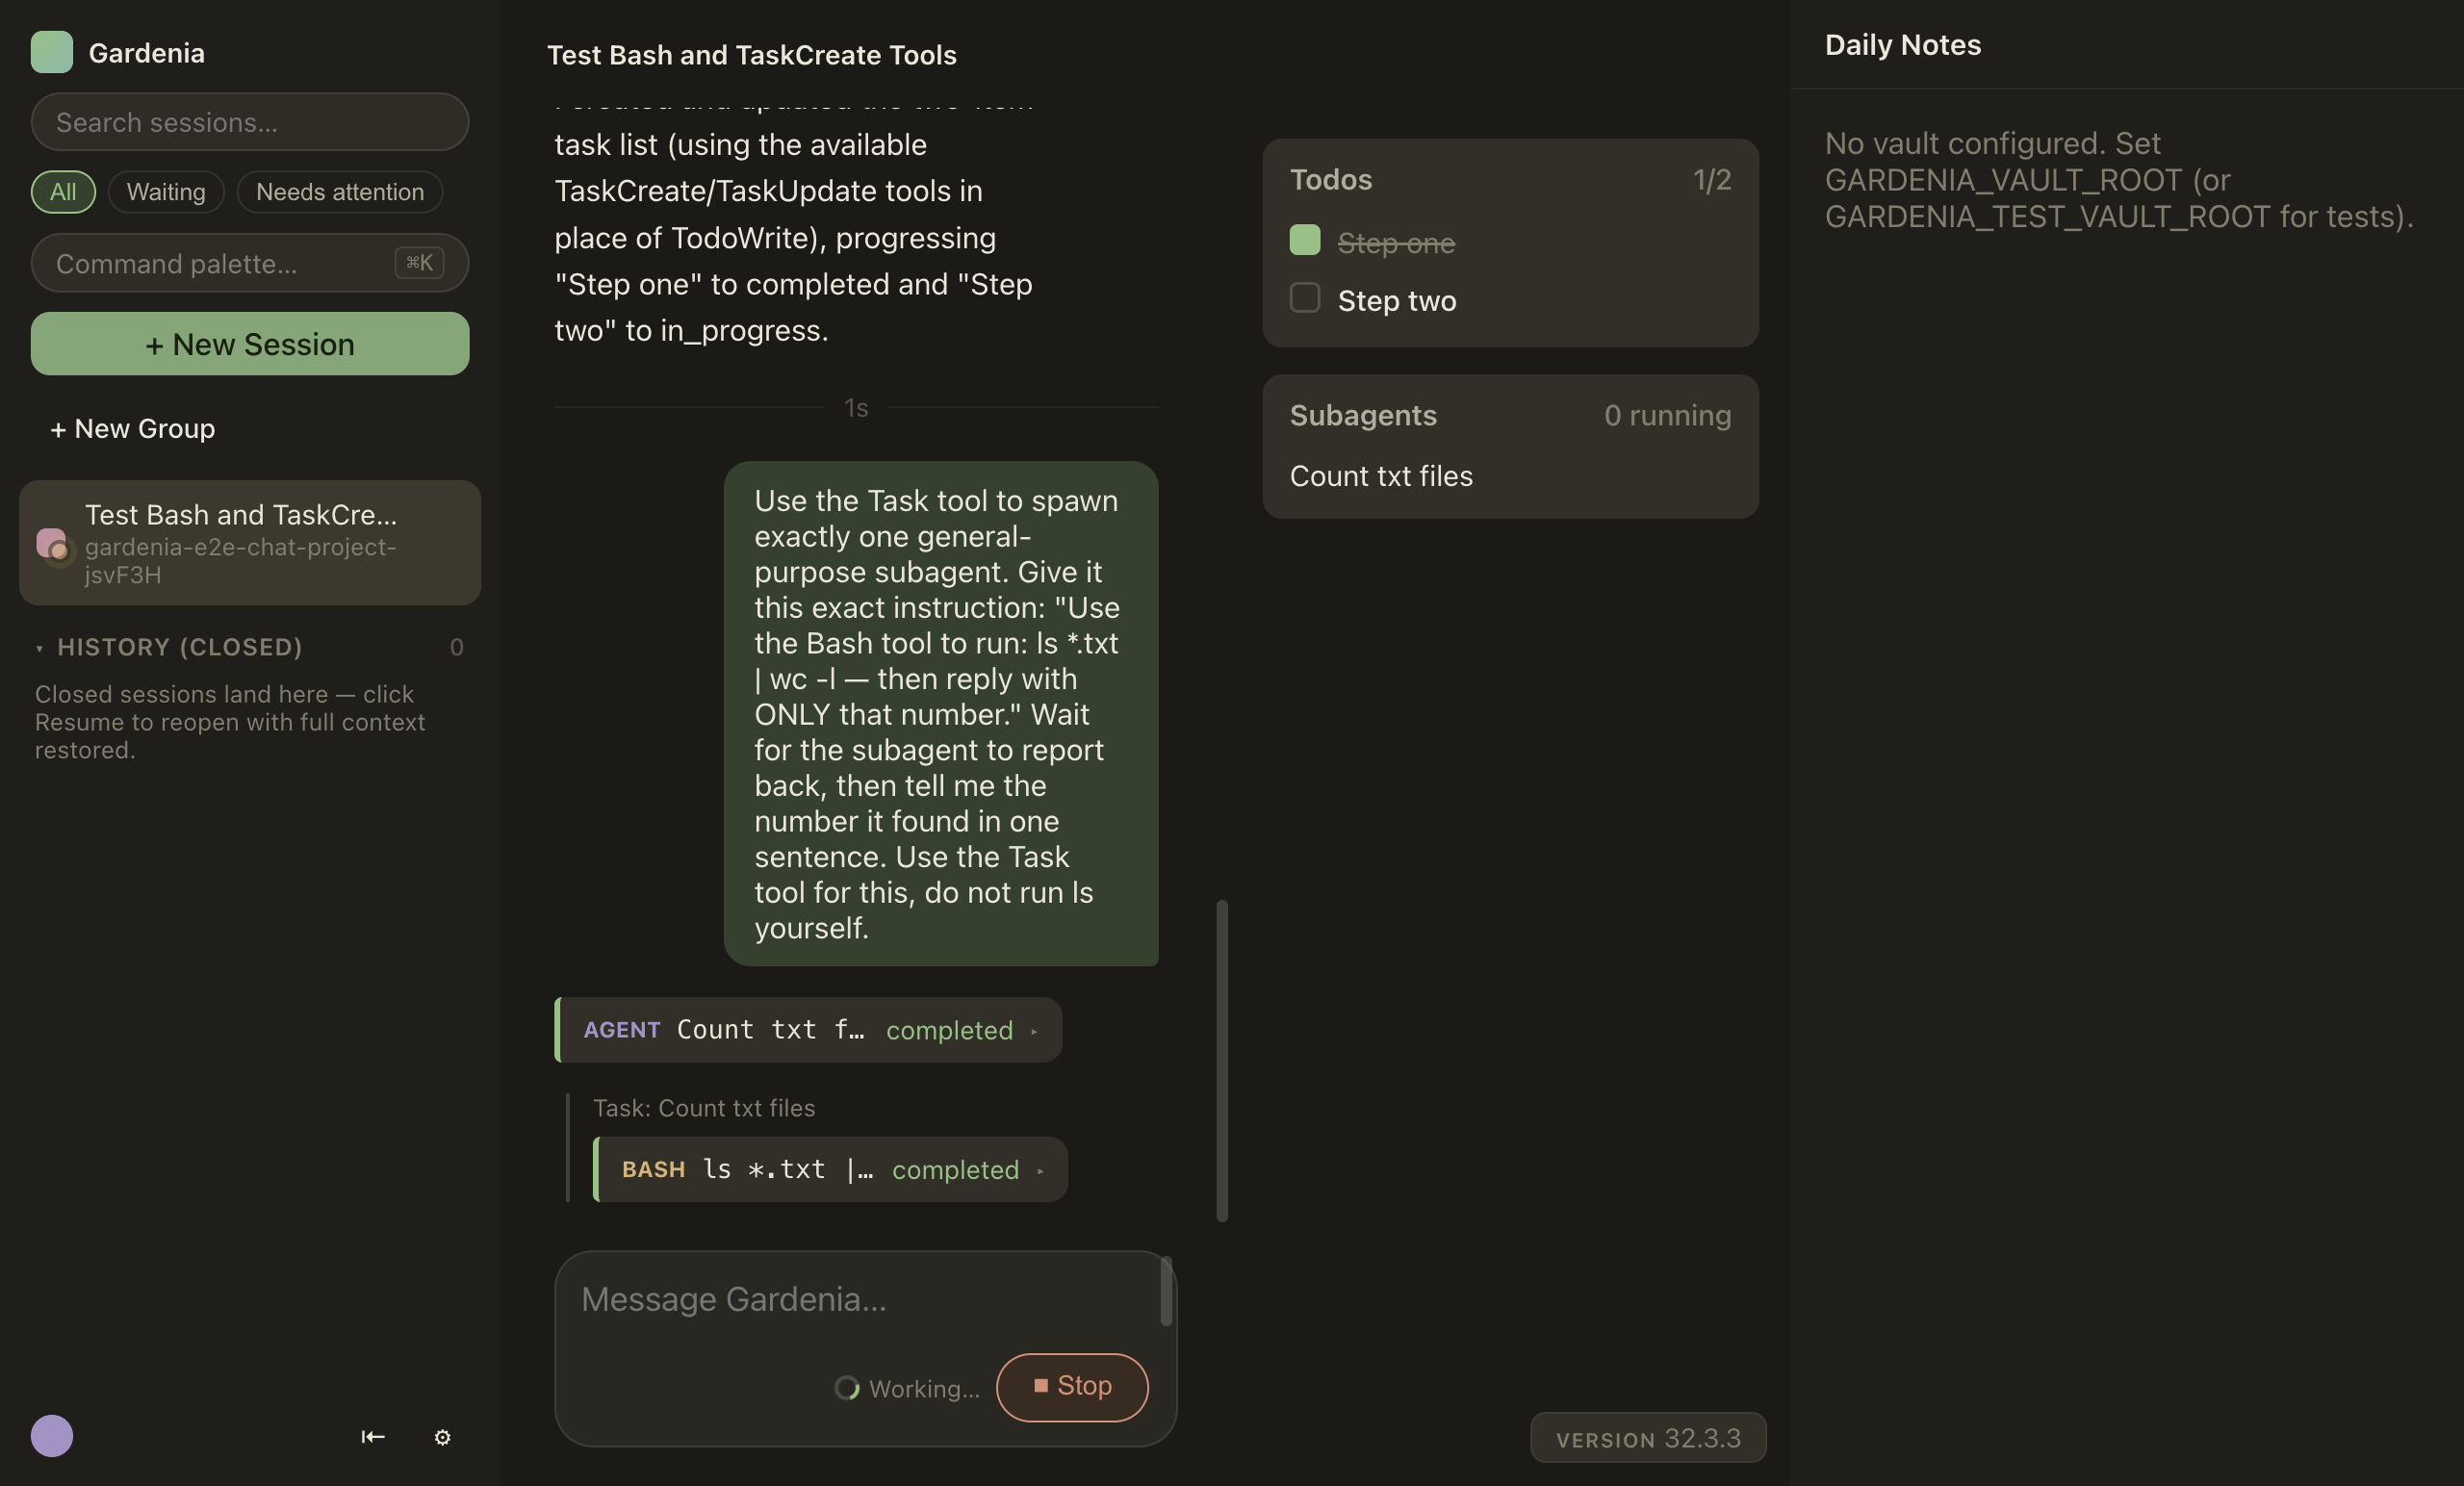 Gardenia
Search sessions...
All
Waiting
Needs attention
Command palette...
⌘K
+ New Session
+ New Group
Test Bash and TaskCre...
gardenia-e2e-chat-project-
jsvF3H
HISTORY (CLOSED)
0
Closed sessions land here — click
Resume to reopen with full context
restored.
Test Bash and TaskCreate Tools
I created and updated the two-item
task list (using the available
TaskCreate/TaskUpdate tools in
place of TodoWrite), progressing
"Step one" to completed and "Step
two" to in_progress.
1s
Use the Task tool to spawn
exactly one general-
purpose subagent. Give it
this exact instruction: "Use
the Bash tool to run: ls *.txt
| wc -l — then reply with
ONLY that number." Wait
for the subagent to report
back, then tell me the
number it found in one
sentence. Use the Task
tool for this, do not run ls
yourself.
AGENT Count txt f… completed
Task: Count txt files
BASH ls *.txt |… completed
Message Gardenia...
Working...
Stop
Todos
1/2
Step one
Step two
Subagents
0 running
Count txt files
VERSION 32.3.3
Daily Notes
No vault configured. Set
GARDENIA_VAULT_ROOT (or
GARDENIA_TEST_VAULT_ROOT for tests).